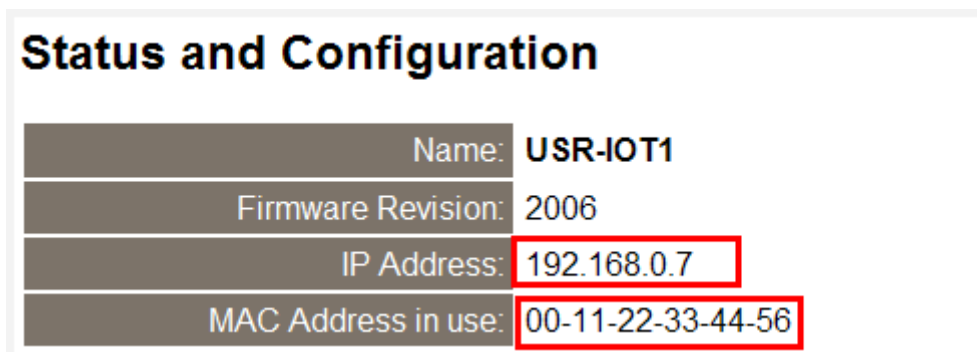 Status and Configuration
Name: USR-IOT1
Firmware Revision: 2006
IP Address: 192.168.0.7
MAC Address in use: 00-11-22-33-44-56